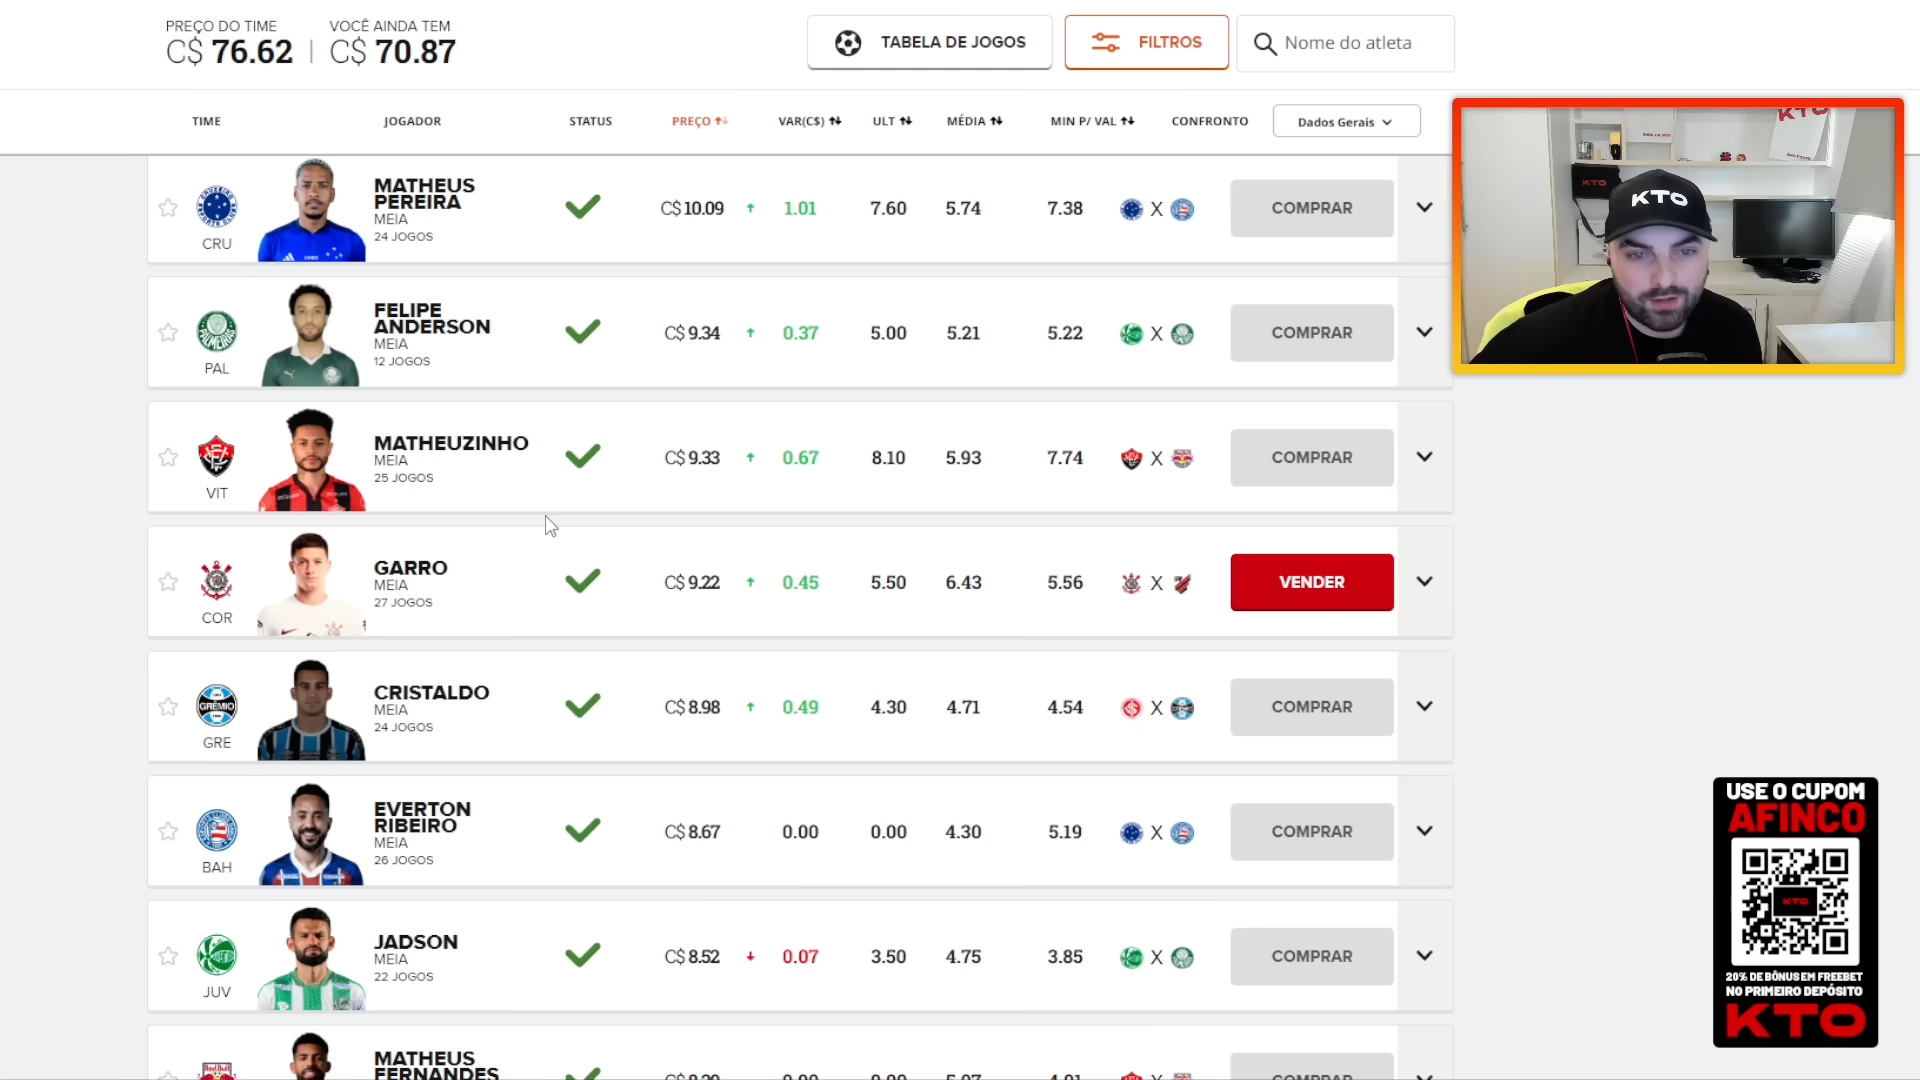 PREÇO DO TIME
C$ 76.62
VOCÊ AINDA TEM
C$ 70.87
TABELA DE JOGOS
FILTROS
Nome do atleta
TIME
JOGADOR
STATUS
PREÇO
VAR(C$)
ULT
MÉDIA
MIN P/ VAL
CONFRONTO
Dados Gerais
CRU
MATHEUS
PEREIRA
MEIA
24 JOGOS
C$ 10.09
1.01
7.60
5.74
7.38
X
COMPRAR
PAL
FELIPE
ANDERSON
MEIA
12 JOGOS
C$ 9.34
0.37
5.00
5.21
5.22
X
COMPRAR
VIT
MATHEUZINHO
MEIA
25 JOGOS
C$ 9.33
0.67
8.10
5.93
7.74
X
COMPRAR
COR
GARRO
MEIA
27 JOGOS
C$ 9.22
0.45
5.50
6.43
5.56
X
VENDER
GRÊMIO
GRE
CRISTALDO
MEIA
24 JOGOS
C$ 8.98
0.49
4.30
4.71
4.54
X
COMPRAR
BAH
EVERTON
RIBEIRO
MEIA
26 JOGOS
C$ 8.67
0.00
0.00
4.30
5.19
X
COMPRAR
JUV
JADSON
MEIA
22 JOGOS
C$ 8.52
0.07
3.50
4.75
3.85
X
COMPRAR
MATHEUS
FERNANDES
COMPRAR
KTO
KTO
KTO
USE O CUPOM
AFINCO
KTO
20% DE BÔNUS EM FREEBET
NO PRIMEIRO DEPÓSITO
KTO